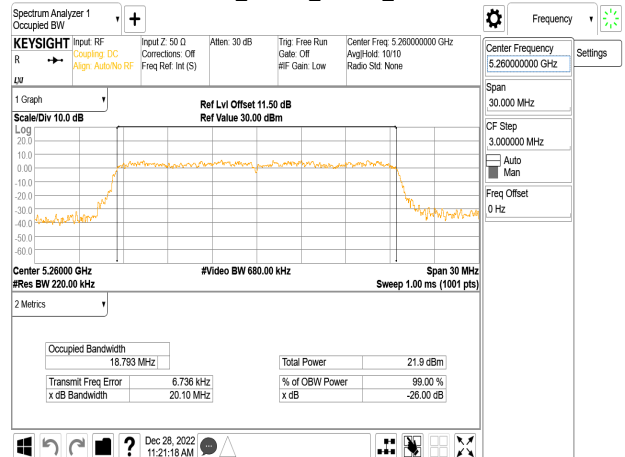 Spectrum Analyzer 1
Occupied BW
Frequency
KEYSIGHT
R
Input: RF
Coupling: DC
Align: Auto/No RF
Input Z: 50 Ω
Corrections: Off
Freq Ref: Int (S)
Atten: 30 dB
Trig: Free Run
Gate: Off
#IF Gain: Low
Center Freq: 5.260000000 GHz
Avg|Hold: 10/10
Radio Std: None
Center Frequency
5.260000000 GHz
Settings
Span
30.000 MHz
CF Step
3.000000 MHz
Auto
Man
Freq Offset
0 Hz
1 Graph
Scale/Div 10.0 dB
Ref Lvl Offset 11.50 dB
Ref Value 30.00 dBm
Log
20.0
10.0
0.00
-10.0
-20.0
-30.0
-40.0
-50.0
-60.0
Center 5.26000 GHz
#Video BW 680.00 kHz
Span 30 MHz
#Res BW 220.00 kHz
Sweep 1.00 ms (1001 pts)
2 Metrics
Occupied Bandwidth
18.793 MHz
Total Power 21.9 dBm
Transmit Freq Error 6.736 kHz
% of OBW Power 99.00 %
x dB Bandwidth 20.10 MHz
x dB -26.00 dB
?
Dec 28, 2022
11:21:18 AM